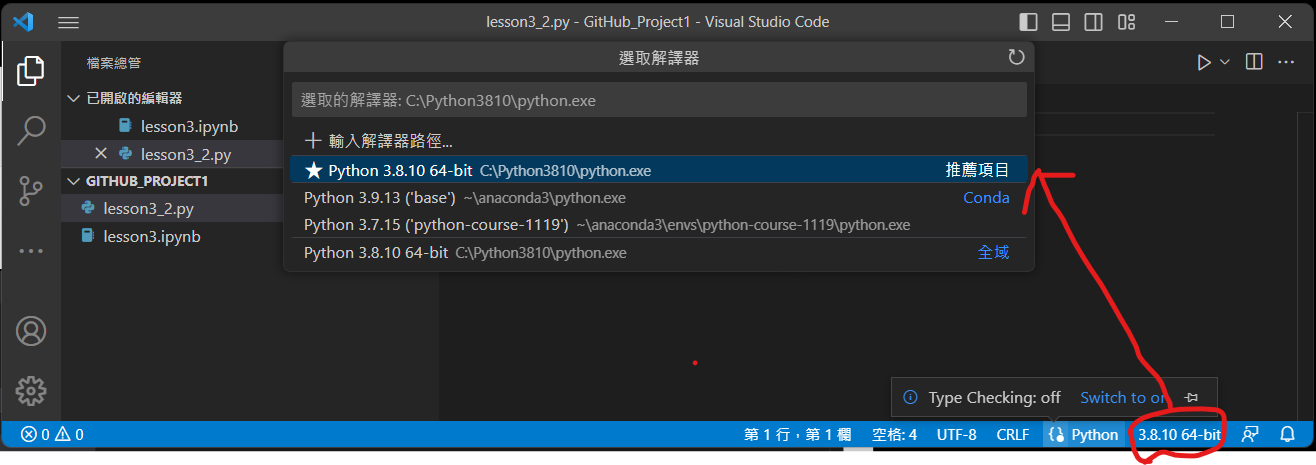 lesson3_2.py - GitHub_Project1 - Visual Studio Code
檔案總管
已開啟的編輯器
lesson3.ipynb
lesson3_2.py
GITHUB_PROJECT1
lesson3_2.py
lesson3.ipynb
選取解譯器
選取的解譯器: C:\Python3810\python.exe
輸入解譯器路徑...
Python 3.8.10 64-bit C:\Python3810\python.exe 推薦項目
Python 3.9.13 ('base') ~\anaconda3\python.exe Conda
Python 3.7.15 ('python-course-1119') ~\anaconda3\envs\python-course-1119\python.exe
Python 3.8.10 64-bit C:\Python3810\python.exe 全域
Type Checking: off Switch to
0 0 第 1 行，第 1 欄 空格: 4 UTF-8 CRLF Python 3.8.10 64-bit